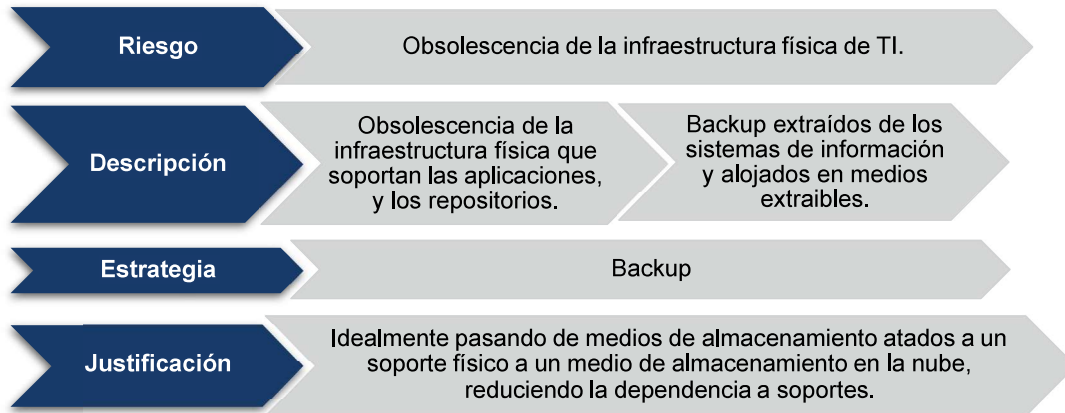 Riesgo
Obsolescencia de la infraestructura física de TI.
Descripción
Obsolescencia de la
infraestructura física que
soportan las aplicaciones,
y los repositorios.
Backup extraídos de los
sistemas de información
y alojados en medios
extraibles.
Estrategia
Backup
Justificación
Idealmente pasando de medios de almacenamiento atados a un
soporte físico a un medio de almacenamiento en la nube,
reduciendo la dependencia a soportes.